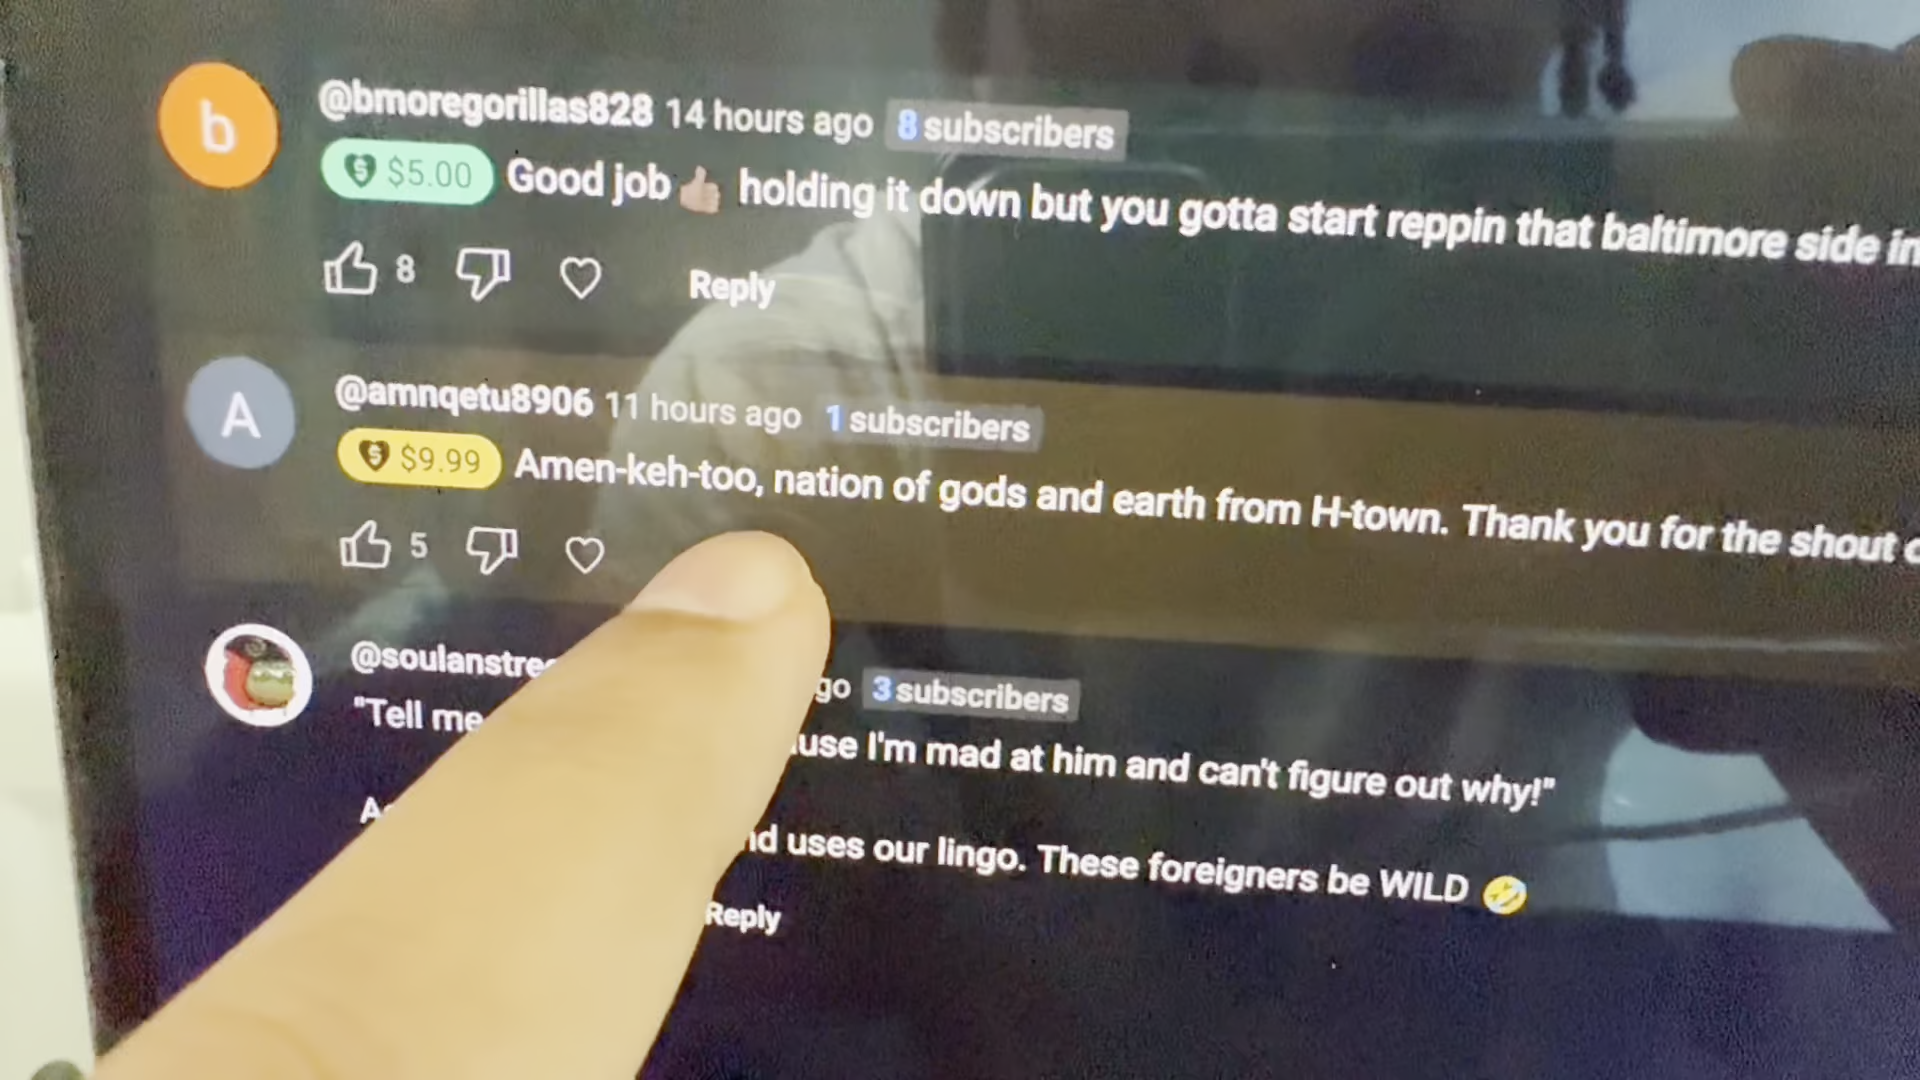 b
@bmoregorillas828 14 hours ago 8 subscribers
$5.00 Good job 👍 holding it down but you gotta start reppin that baltimore side in
8 Reply
A
@amnqetu8906 11 hours ago 1 subscribers
$9.99 Amen-keh-too, nation of gods and earth from H-town. Thank you for the shout
5
@soulanstre go 3 subscribers
"Tell me use I'm mad at him and can't figure out why!"
uses our lingo. These foreigners be WILD 🤣
Reply